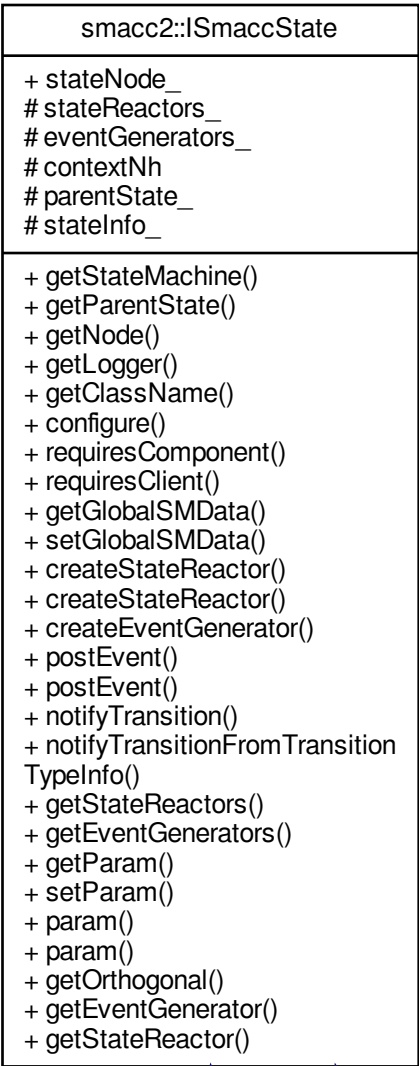 smacc2::ISmaccState
+ stateNode_
# stateReactors_
# eventGenerators_
# contextNh
# parentState_
# stateInfo_
+ getStateMachine()
+ getParentState()
+ getNode()
+ getLogger()
+ getClassName()
+ configure()
+ requiresComponent()
+ requiresClient()
+ getGlobalSMData()
+ setGlobalSMData()
+ createStateReactor()
+ createStateReactor()
+ createEventGenerator()
+ postEvent()
+ postEvent()
+ notifyTransition()
+ notifyTransitionFromTransition
TypeInfo()
+ getStateReactors()
+ getEventGenerators()
+ getParam()
+ setParam()
+ param()
+ param()
+ getOrthogonal()
+ getEventGenerator()
+ getStateReactor()